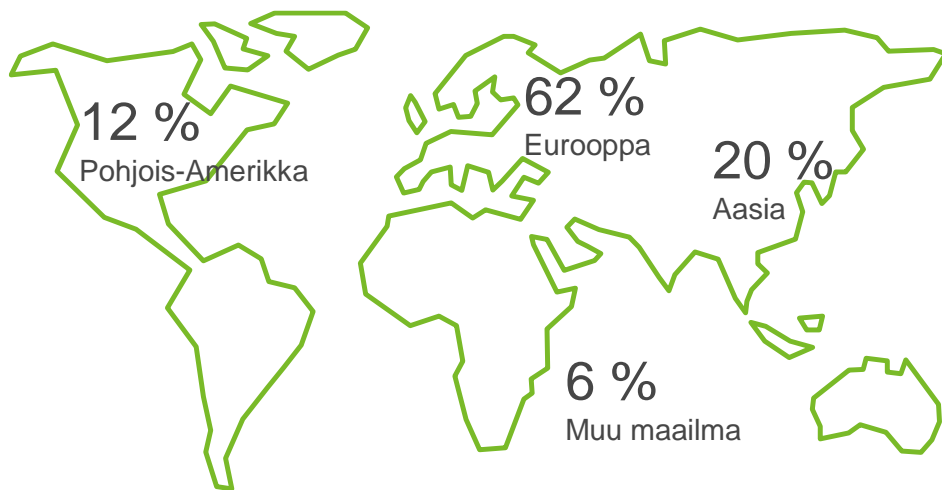 12 %
Pohjois-Amerikka
62 %
Eurooppa
20 %
Aasia
6 %
Muu maailma